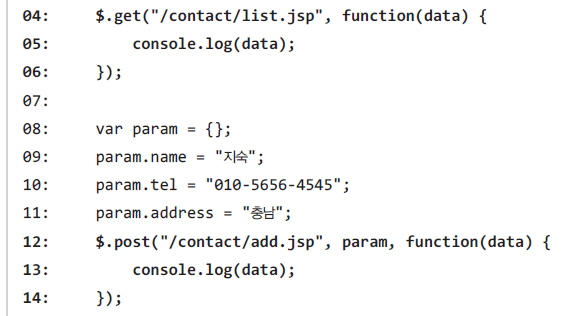 04:     $.get("/contact/list.jsp", function(data) {
05:         console.log(data);
06:     });
07:
08:     var param = {};
09:     param.name = "지숙";
10:     param.tel = "010-5656-4545";
11:     param.address = "충남";
12:     $.post("/contact/add.jsp", param, function(data) {
13:         console.log(data);
14:     });